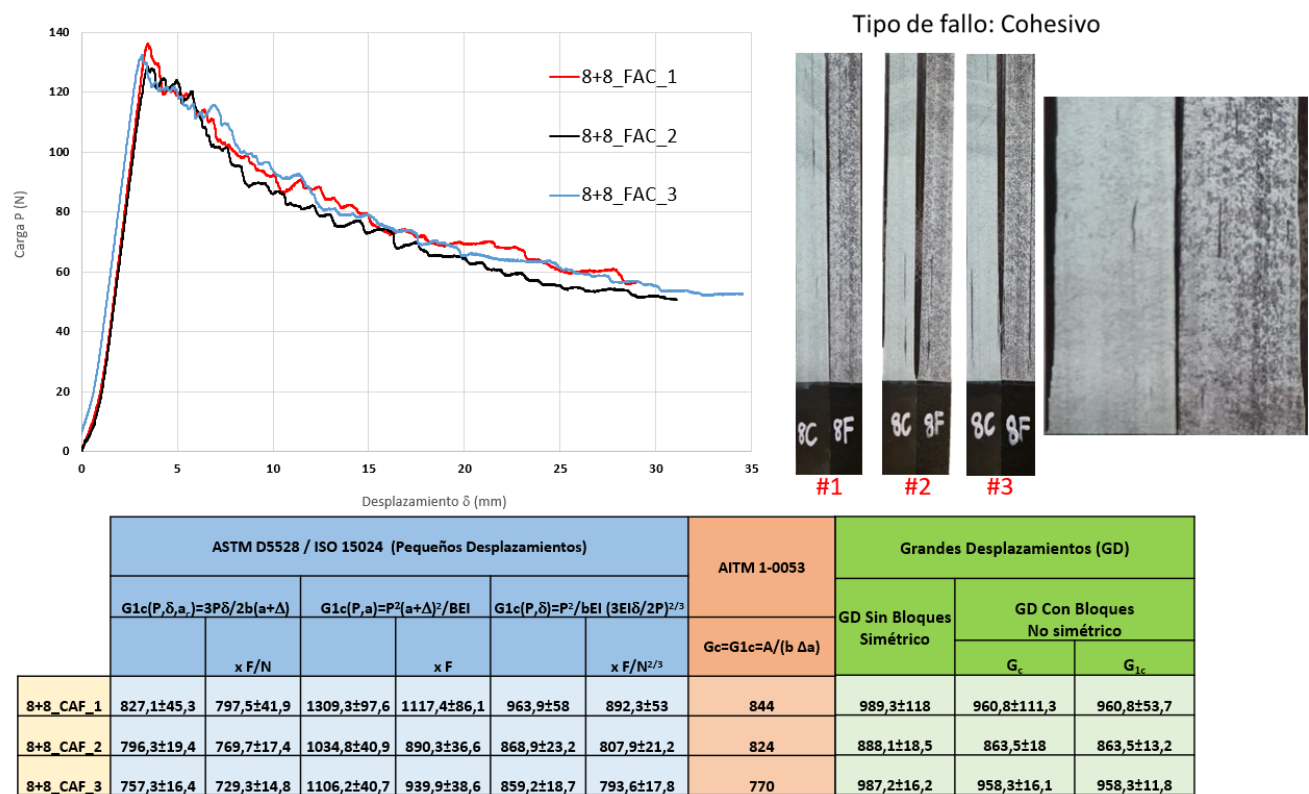 Tipo de fallo: Cohesivo
140
120
100
80
60
40
20
0
Carga P (N)
8+8_FAC_1
8+8_FAC_2
8+8_FAC_3
0 5 10 15 20 25 30 35
Desplazamiento δ (mm)
8C 8F
8C 8F
8C 8F
#1 #2 #3
ASTM D5528 / ISO 15024 (Pequeños Desplazamientos)
AITM 1-0053
Grandes Desplazamientos (GD)
G1c(P,δ,a꜀)=3Pδ/2b(a+Δ) G1c(P,a)=P²(a+Δ)²/BEI G1c(P,δ)=P²/bEI (3EIδ/2P)²ᐟ³
Gc=G1c=A/(b Δa)
GD Sin Bloques
Simétrico
GD Con Bloques
No simétrico
x F/N x F x F/N²ᐟ³
G꜀ G₁꜀
8+8_CAF_1 827,1±45,3 797,5±41,9 1309,3±97,6 1117,4±86,1 963,9±58 892,3±53 844 989,3±118 960,8±111,3 960,8±53,7
8+8_CAF_2 796,3±19,4 769,7±17,4 1034,8±40,9 890,3±36,6 868,9±23,2 807,9±21,2 824 888,1±18,5 863,5±18 863,5±13,2
8+8_CAF_3 757,3±16,4 729,3±14,8 1106,2±40,7 939,9±38,6 859,2±18,7 793,6±17,8 770 987,2±16,2 958,3±16,1 958,3±11,8